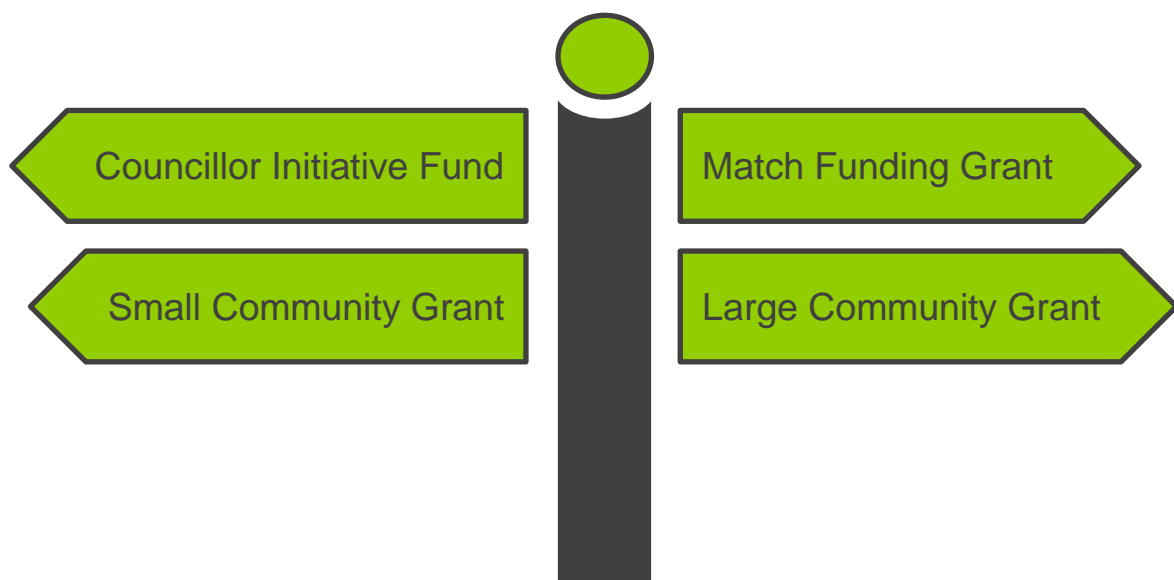 Councillor Initiative Fund
Match Funding Grant
Small Community Grant
Large Community Grant